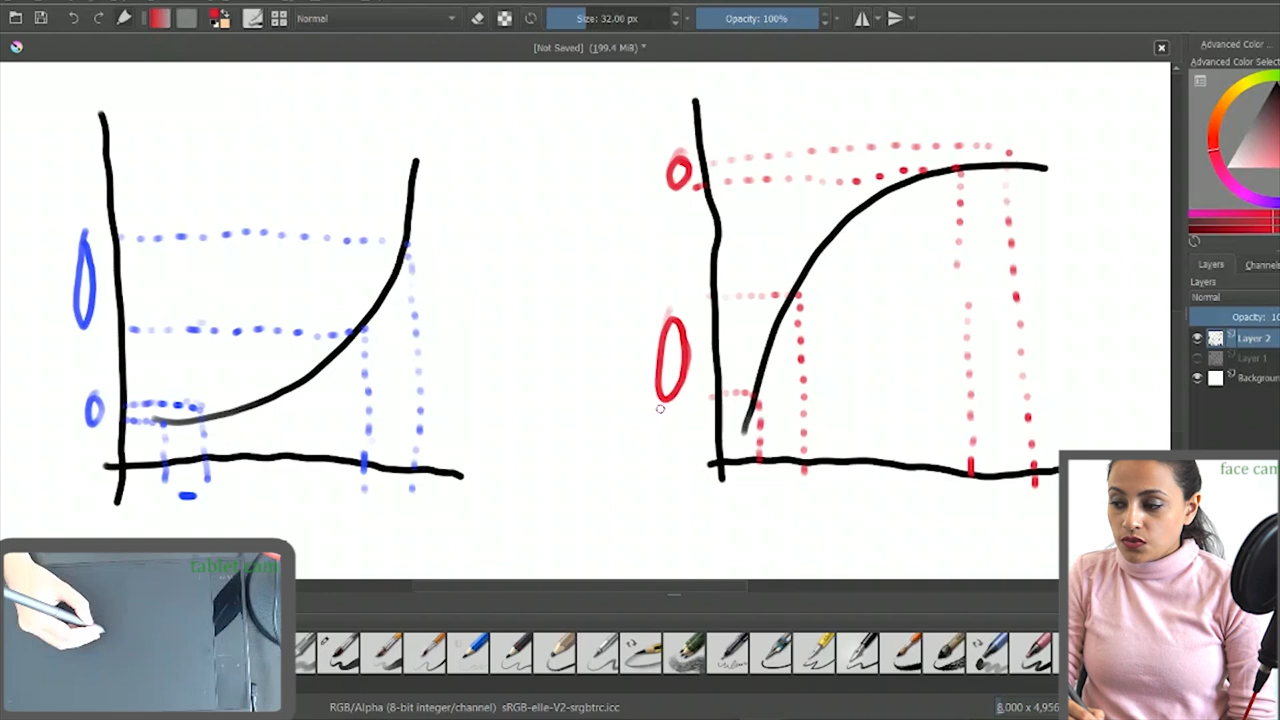 Normal
Size: 32.00 px
Opacity: 100%
[Not Saved] (199.4 MiB) *
Advanced Color ...
Advanced Color Select
Layers
Channels
Layers
Normal
Opacity: 10
Layer 2
Layer 1
Backgroun
face cam
tablet cam
RGB/Alpha (8-bit integer/channel) sRGB-elle-V2-srgbtrc.icc
8,000 x 4,956